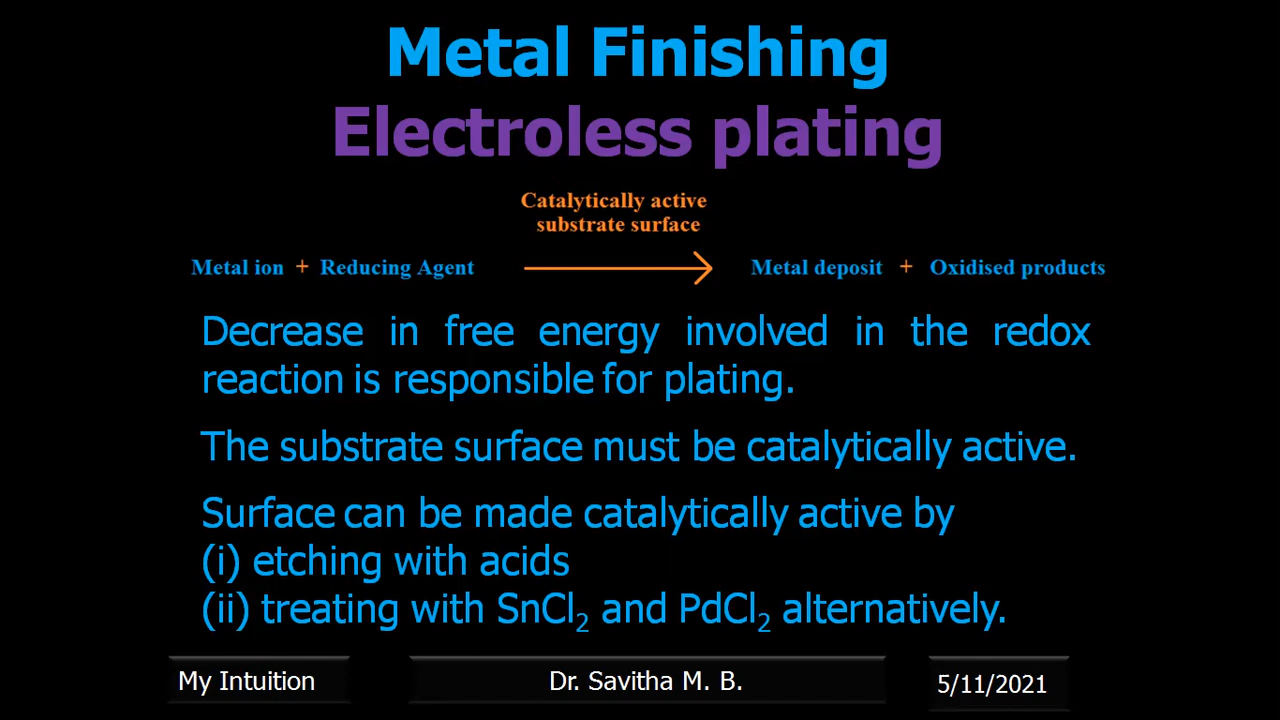 Metal Finishing
Electroless plating
Catalytically active
substrate surface
Metal ion + Reducing Agent Metal deposit + Oxidised products
Decrease in free energy involved in the redox
reaction is responsible for plating.
The substrate surface must be catalytically active.
Surface can be made catalytically active by
(i) etching with acids
(ii) treating with SnCl₂ and PdCl₂ alternatively.
My Intuition Dr. Savitha M. B. 5/11/2021